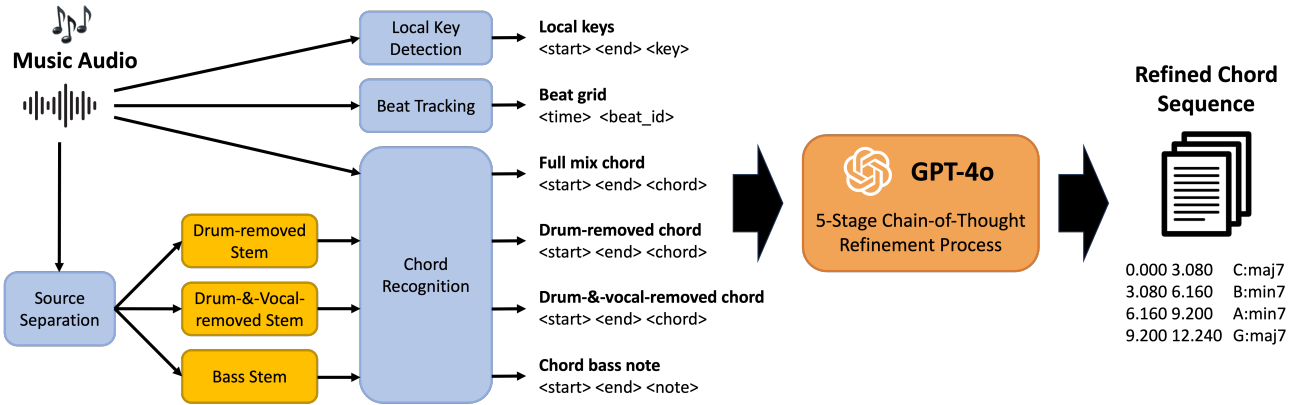 Music Audio
Local Key
Detection
Local keys
<start> <end> <key>
Beat Tracking
Beat grid
<time> <beat_id>
Full mix chord
<start> <end> <chord>
Drum-removed
Stem
Drum-removed chord
<start> <end> <chord>
Chord
Recognition
Source
Separation
Drum-&-Vocal-
removed Stem
Drum-&-vocal-removed chord
<start> <end> <chord>
Bass Stem
Chord bass note
<start> <end> <note>
GPT-4o
5-Stage Chain-of-Thought
Refinement Process
Refined Chord
Sequence
0.000 3.080 C:maj7
3.080 6.160 B:min7
6.160 9.200 A:min7
9.200 12.240 G:maj7